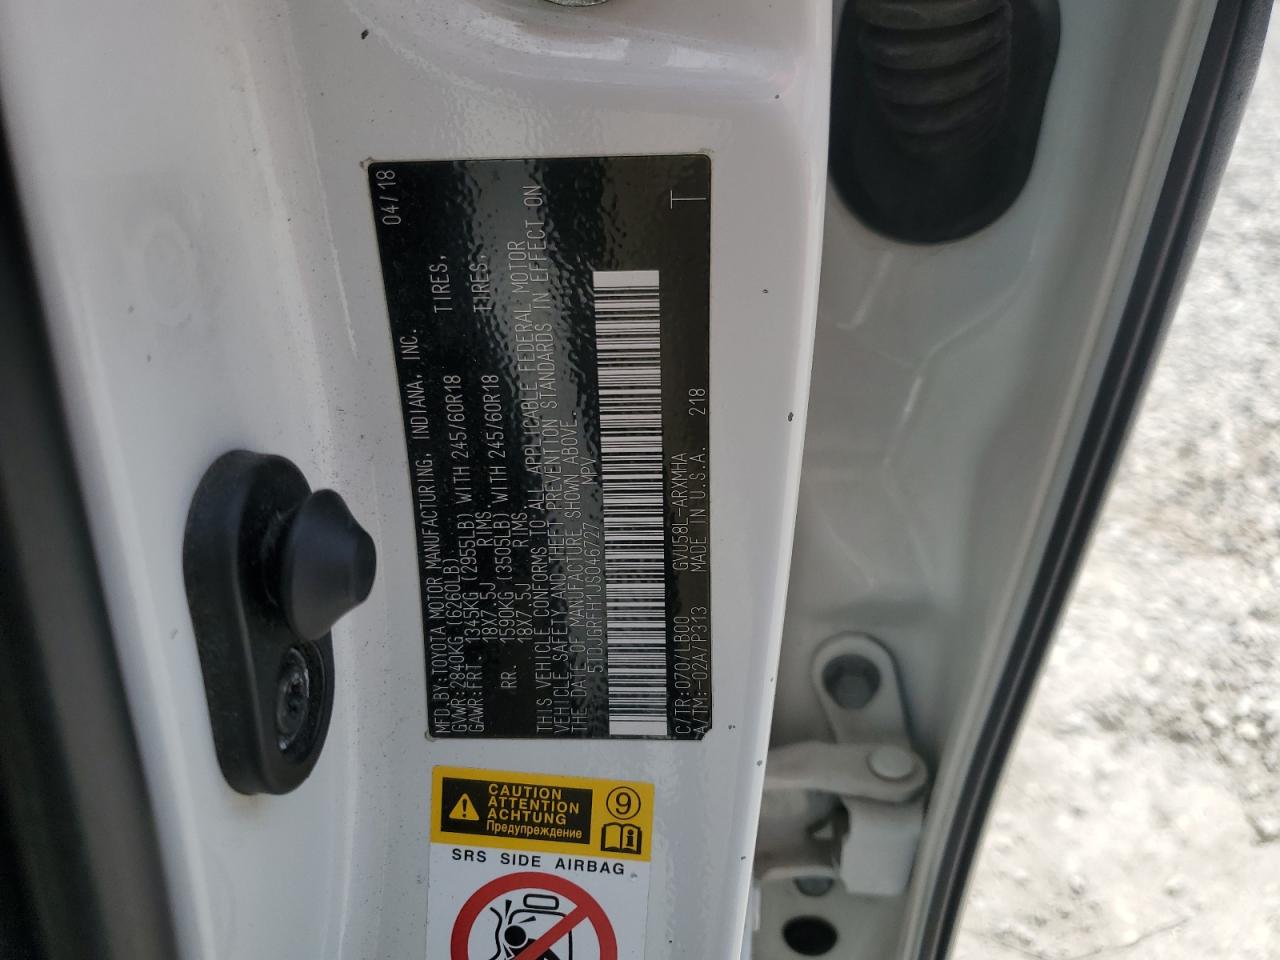 MFD.BY:TOYOTA MOTOR MANUFACTURING, INDIANA, INC. 04/18
GVWR:2840KG (6260LB)
GAWR:FRT. 1345KG (2955LB) WITH 245/60R18 TIRES,
18X7.5J RIMS.
RR. 1590KG (3505LB) WITH 245/60R18 TIRES,
18X7.5J RIMS.
THIS VEHICLE CONFORMS TO ALL APPLICABLE FEDERAL MOTOR
VEHICLE SAFETY AND THEFT PREVENTION STANDARDS IN EFFECT ON
THE DATE OF MANUFACTURE SHOWN ABOVE.
5TDJGRFH1JS046727 MPV
C/TR:070/LB00 GVU58L-ARXMHA T
A/TM:-02A/P313 MADE IN U.S.A. 218
CAUTION
ATTENTION
ACHTUNG
Предупреждение
9
SRS SIDE AIRBAG